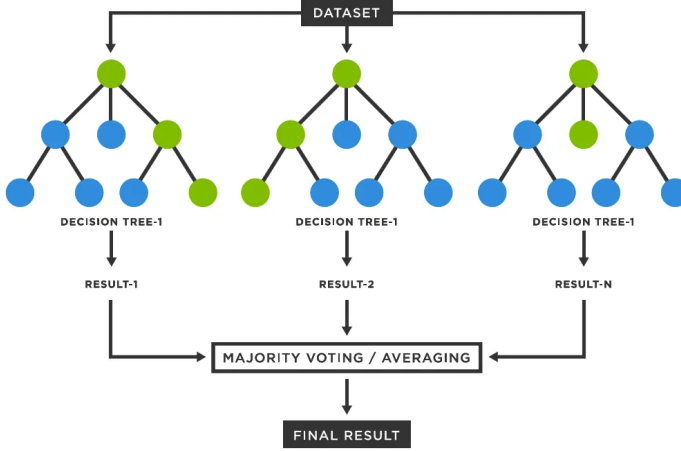 DATASET
DECISION TREE-1
DECISION TREE-1
DECISION TREE-1
RESULT-1
RESULT-2
RESULT-N
MAJORITY VOTING / AVERAGING
FINAL RESULT